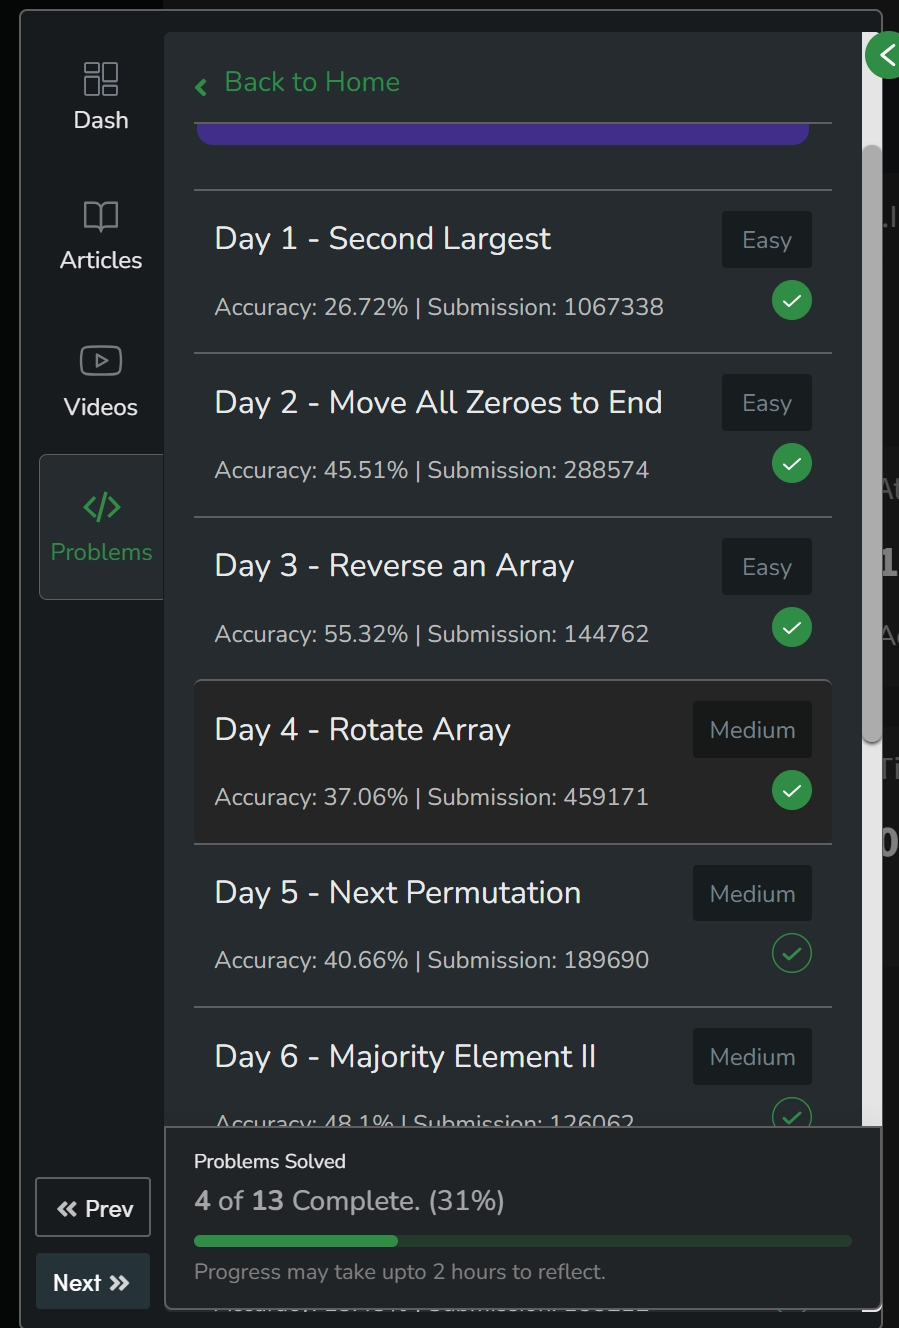 Dash
Articles
Videos
Problems
Prev
Next
Back to Home
Day 1 - Second Largest
Easy
Accuracy: 26.72% | Submission: 1067338
Day 2 - Move All Zeroes to End
Easy
Accuracy: 45.51% | Submission: 288574
Day 3 - Reverse an Array
Easy
Accuracy: 55.32% | Submission: 144762
Day 4 - Rotate Array
Medium
Accuracy: 37.06% | Submission: 459171
Day 5 - Next Permutation
Medium
Accuracy: 40.66% | Submission: 189690
Day 6 - Majority Element II
Medium
Accuracy: 48.1% | Submission: 126062
Problems Solved
4 of 13 Complete. (31%)
Progress may take upto 2 hours to reflect.